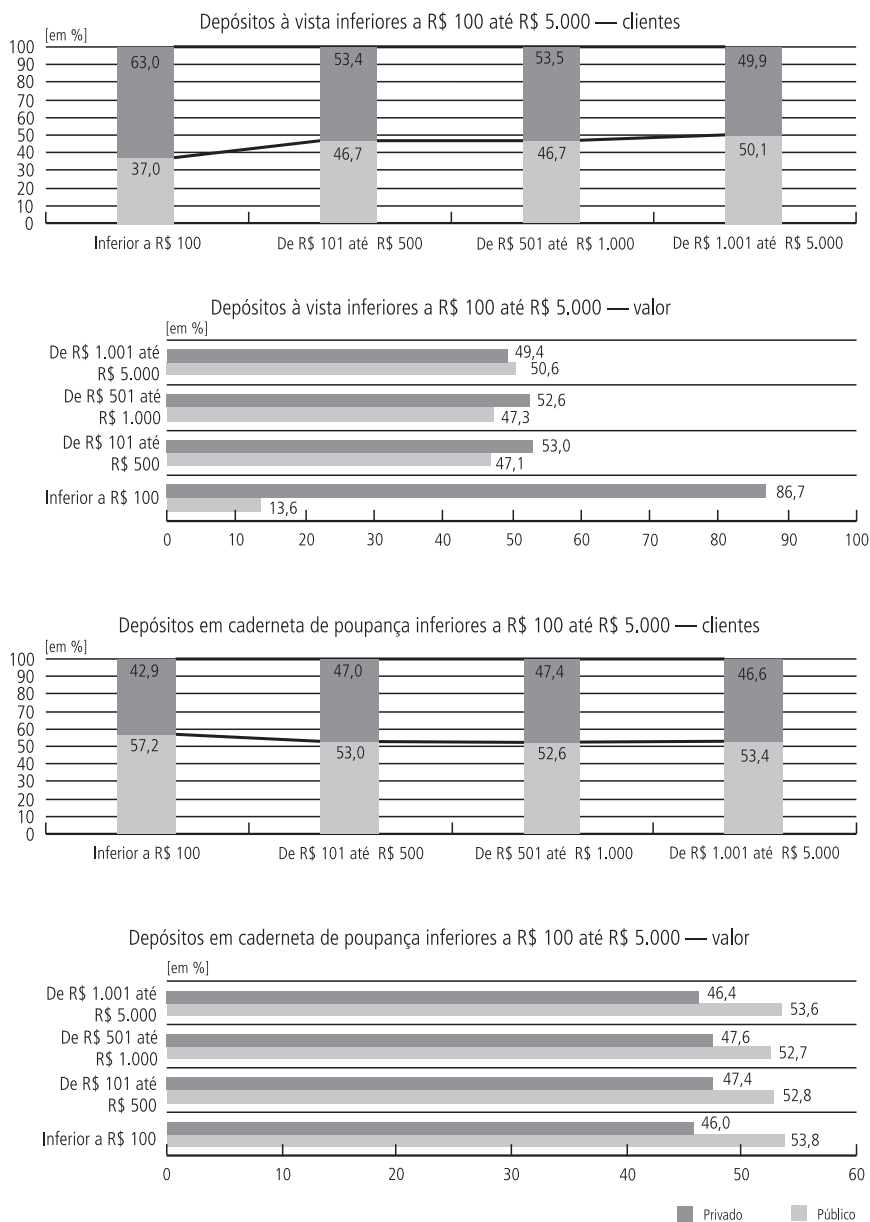 Depósitos à vista inferiores a R$ 100 até R$ 5.000 — clientes
[em %]
100
90
80
70
60
50
40
30
20
10
0
63,0
53,4
53,5
49,9
37,0
46,7
46,7
50,1
Inferior a R$ 100
De R$ 101 até R$ 500
De R$ 501 até R$ 1.000
De R$ 1.001 até R$ 5.000
Depósitos à vista inferiores a R$ 100 até R$ 5.000 — valor
[em %]
De R$ 1.001 até
R$ 5.000
49,4
50,6
De R$ 501 até
R$ 1.000
52,6
47,3
De R$ 101 até
R$ 500
53,0
47,1
Inferior a R$ 100
86,7
13,6
0 10 20 30 40 50 60 70 80 90 100
Depósitos em caderneta de poupança inferiores a R$ 100 até R$ 5.000 — clientes
[em %]
100
90
80
70
60
50
40
30
20
10
0
42,9
47,0
47,4
46,6
57,2
53,0
52,6
53,4
Inferior a R$ 100
De R$ 101 até R$ 500
De R$ 501 até R$ 1.000
De R$ 1.001 até R$ 5.000
Depósitos em caderneta de poupança inferiores a R$ 100 até R$ 5.000 — valor
[em %]
De R$ 1.001 até
R$ 5.000
46,4
53,6
De R$ 501 até
R$ 1.000
47,6
52,7
De R$ 101 até
R$ 500
47,4
52,8
Inferior a R$ 100
46,0
53,8
0 10 20 30 40 50 60
Privado
Público